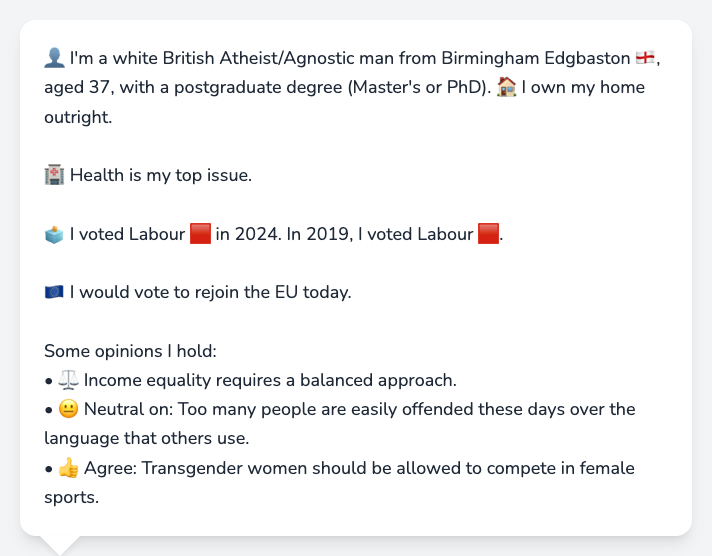 👤 I'm a white British Atheist/Agnostic man from Birmingham Edgbaston 🏴󠁧󠁢󠁥󠁮󠁧󠁿,
aged 37, with a postgraduate degree (Master's or PhD). 🏠 I own my home
outright.
🏥 Health is my top issue.
🗳️ I voted Labour 🟥 in 2024. In 2019, I voted Labour 🟥.
🇪🇺 I would vote to rejoin the EU today.
Some opinions I hold:
• ⚖️ Income equality requires a balanced approach.
• 😐 Neutral on: Too many people are easily offended these days over the
language that others use.
• 👍 Agree: Transgender women should be allowed to compete in female
sports.